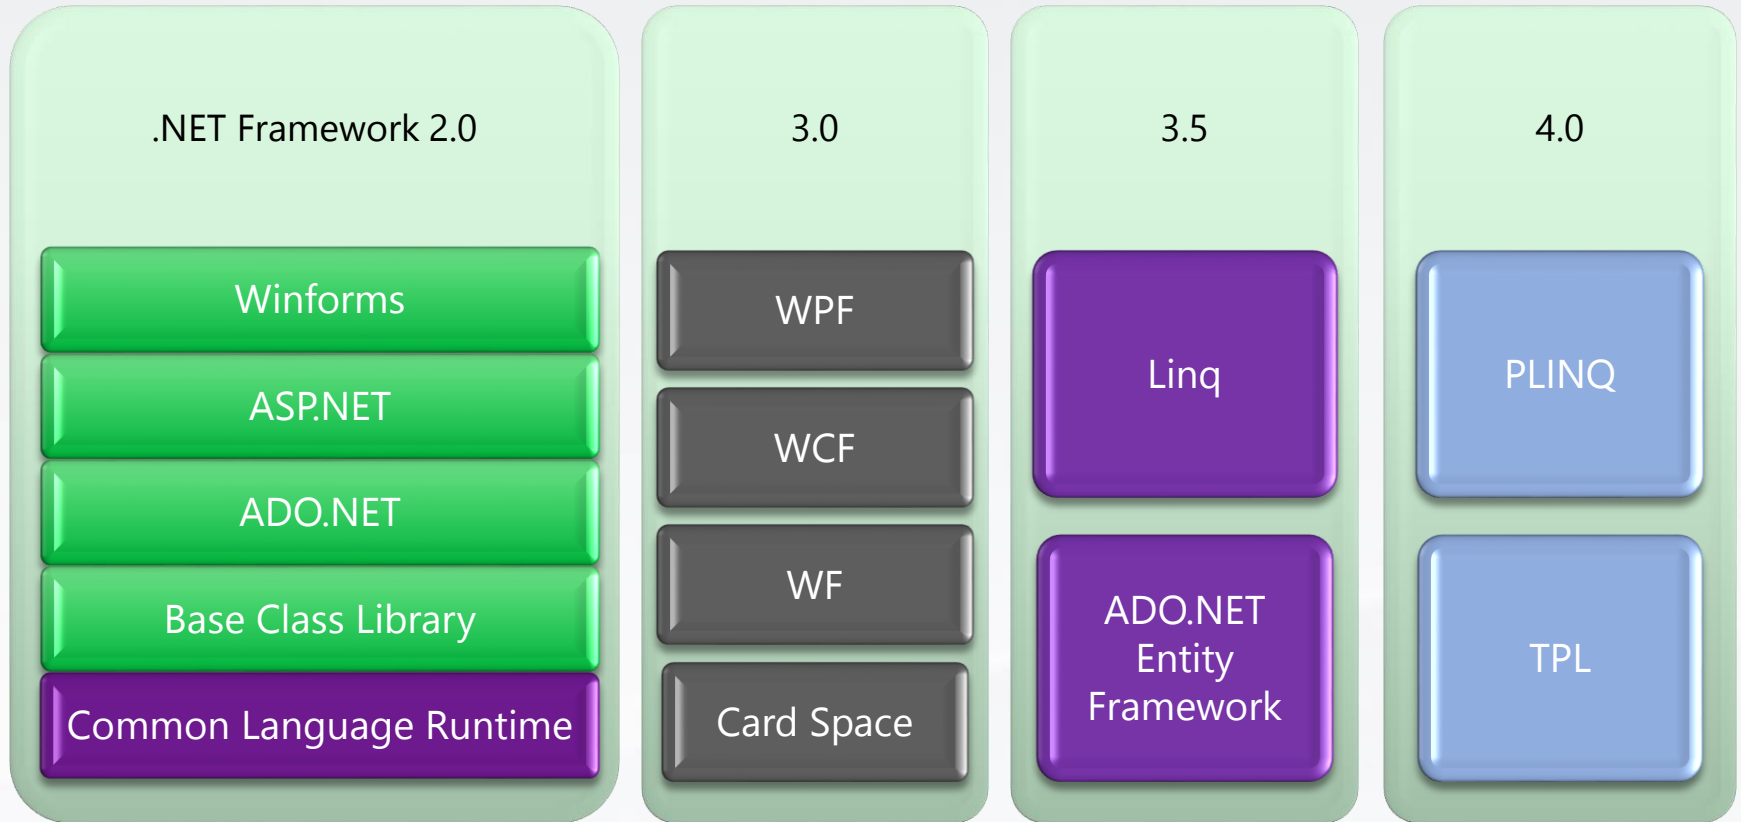 .NET Framework 2.0
Winforms
ASP.NET
ADO.NET
Base Class Library
Common Language Runtime
3.0
WPF
WCF
WF
Card Space
3.5
Linq
ADO.NET
Entity
Framework
4.0
PLINQ
TPL